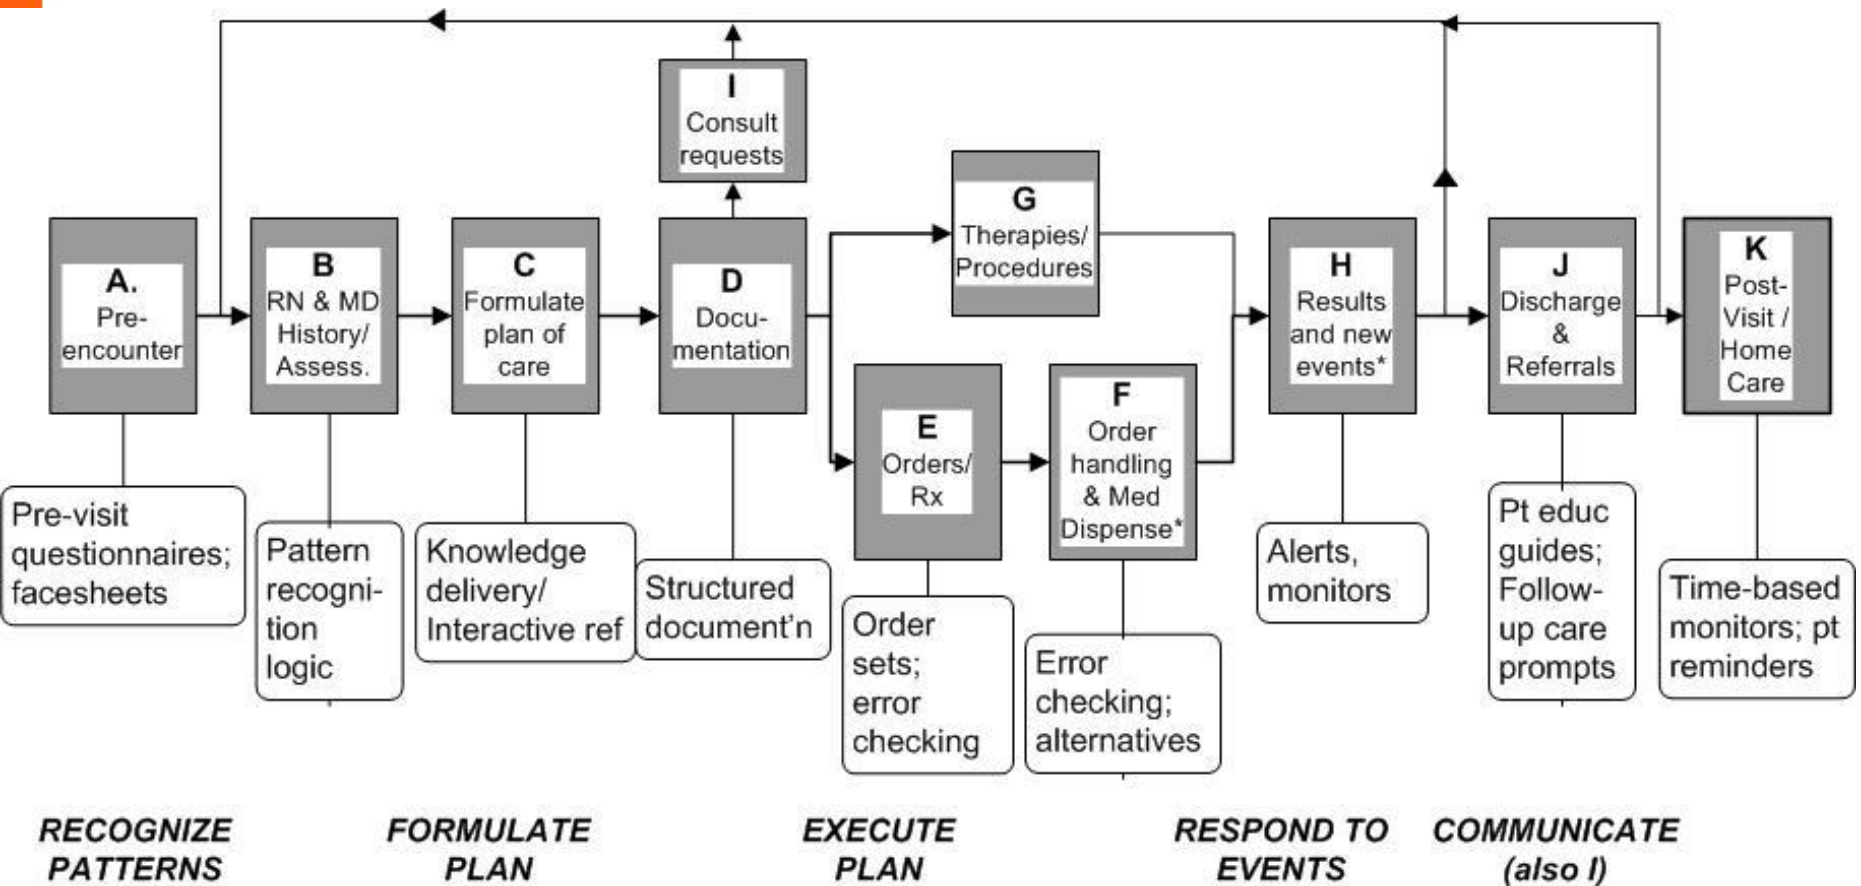 I
Consult
requests
G
Therapies/
Procedures
A.
Pre-
encounter
B
RN & MD
History/
Assess.
C
Formulate
plan of
care
D
Docu-
mentation
E
Orders/
Rx
F
Order
handling
& Med
Dispense*
H
Results
and new
events*
J
Discharge
&
Referrals
K
Post-
Visit /
Home
Care
Pre-visit
questionnaires;
facesheets
Pattern
recogni-
tion
logic
Knowledge
delivery/
Interactive ref
Structured
document'n
Order
sets;
error
checking
Error
checking;
alternatives
Alerts,
monitors
Pt educ
guides;
Follow-
up care
prompts
Time-based
monitors; pt
reminders
RECOGNIZE
PATTERNS
FORMULATE
PLAN
EXECUTE
PLAN
RESPOND TO
EVENTS
COMMUNICATE
(also I)